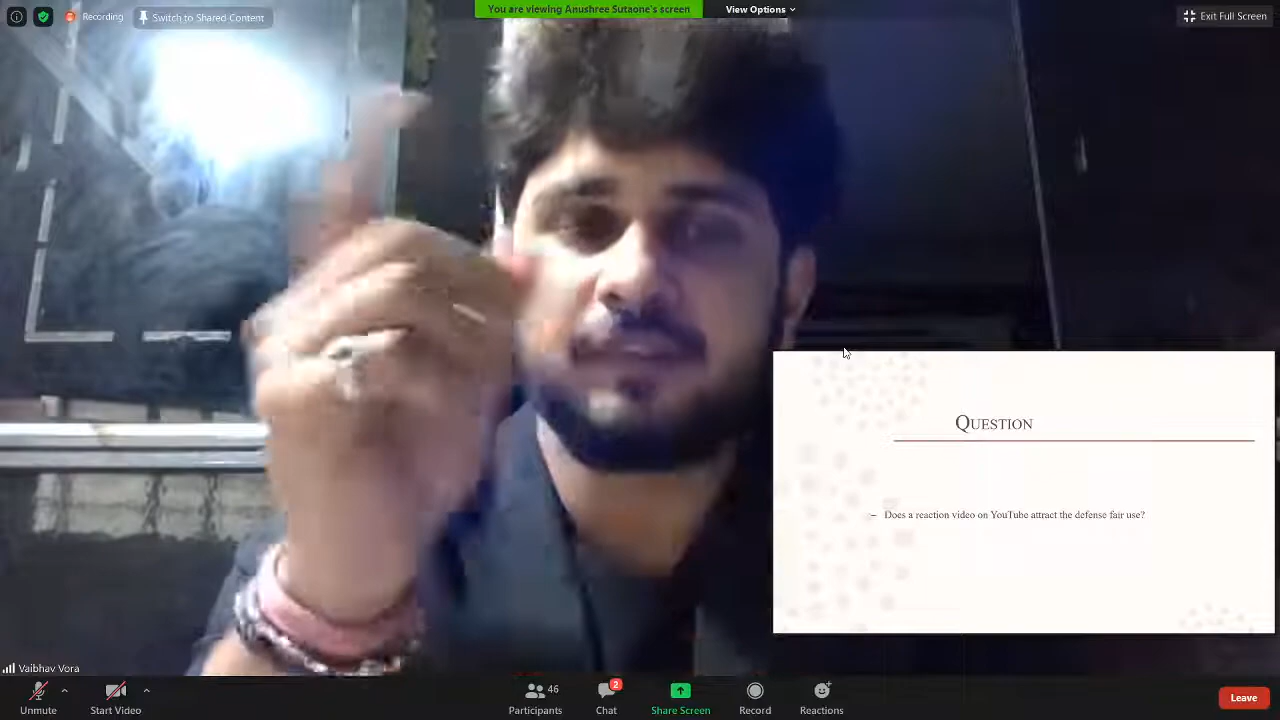 Recording
Switch to Shared Content
You are viewing Anushree Sutaone's screen
View Options
Exit Full Screen
QUESTION
– Does a reaction video on YouTube attract the defense fair use?
Vaibhav Vora
Unmute
Start Video
46
Participants
2
Chat
Share Screen
Record
Reactions
Leave